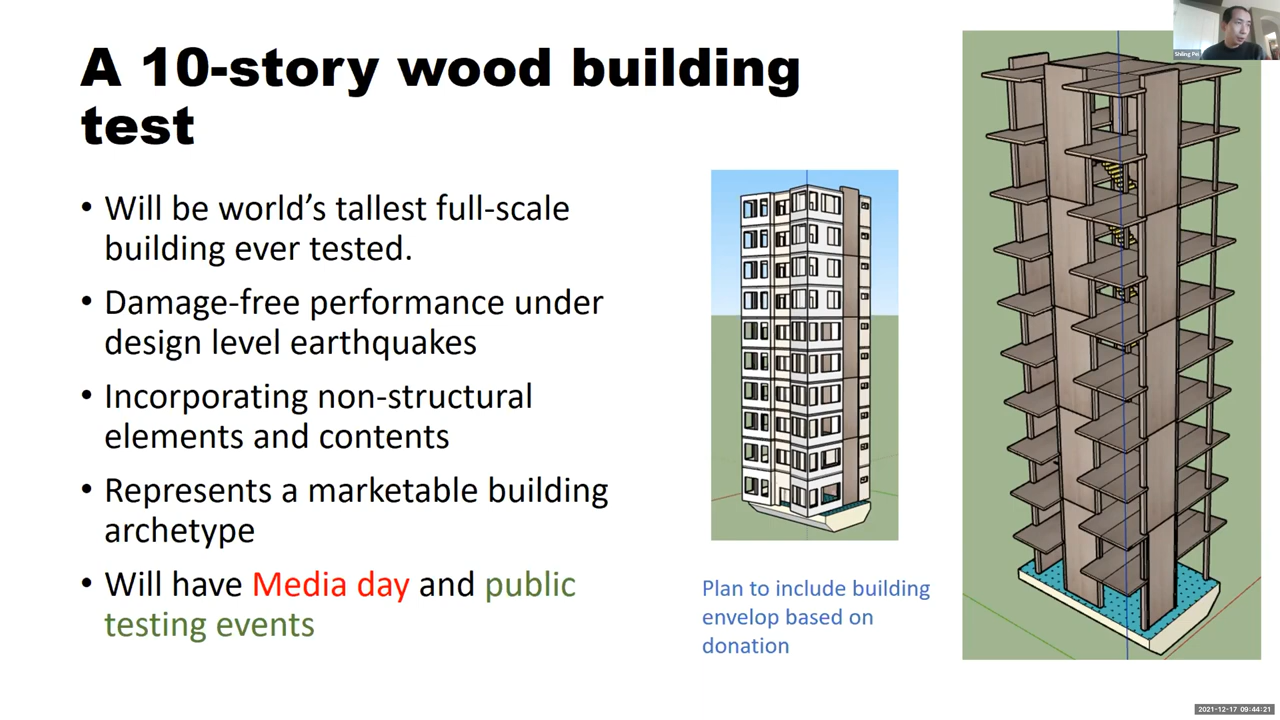 A 10-story wood building
test
• Will be world’s tallest full-scale
building ever tested.
• Damage-free performance under
design level earthquakes
• Incorporating non-structural
elements and contents
• Represents a marketable building
archetype
• Will have Media day and public
testing events
Plan to include building
envelop based on
donation
Shiling Pei
2021-12-17 09:44:21